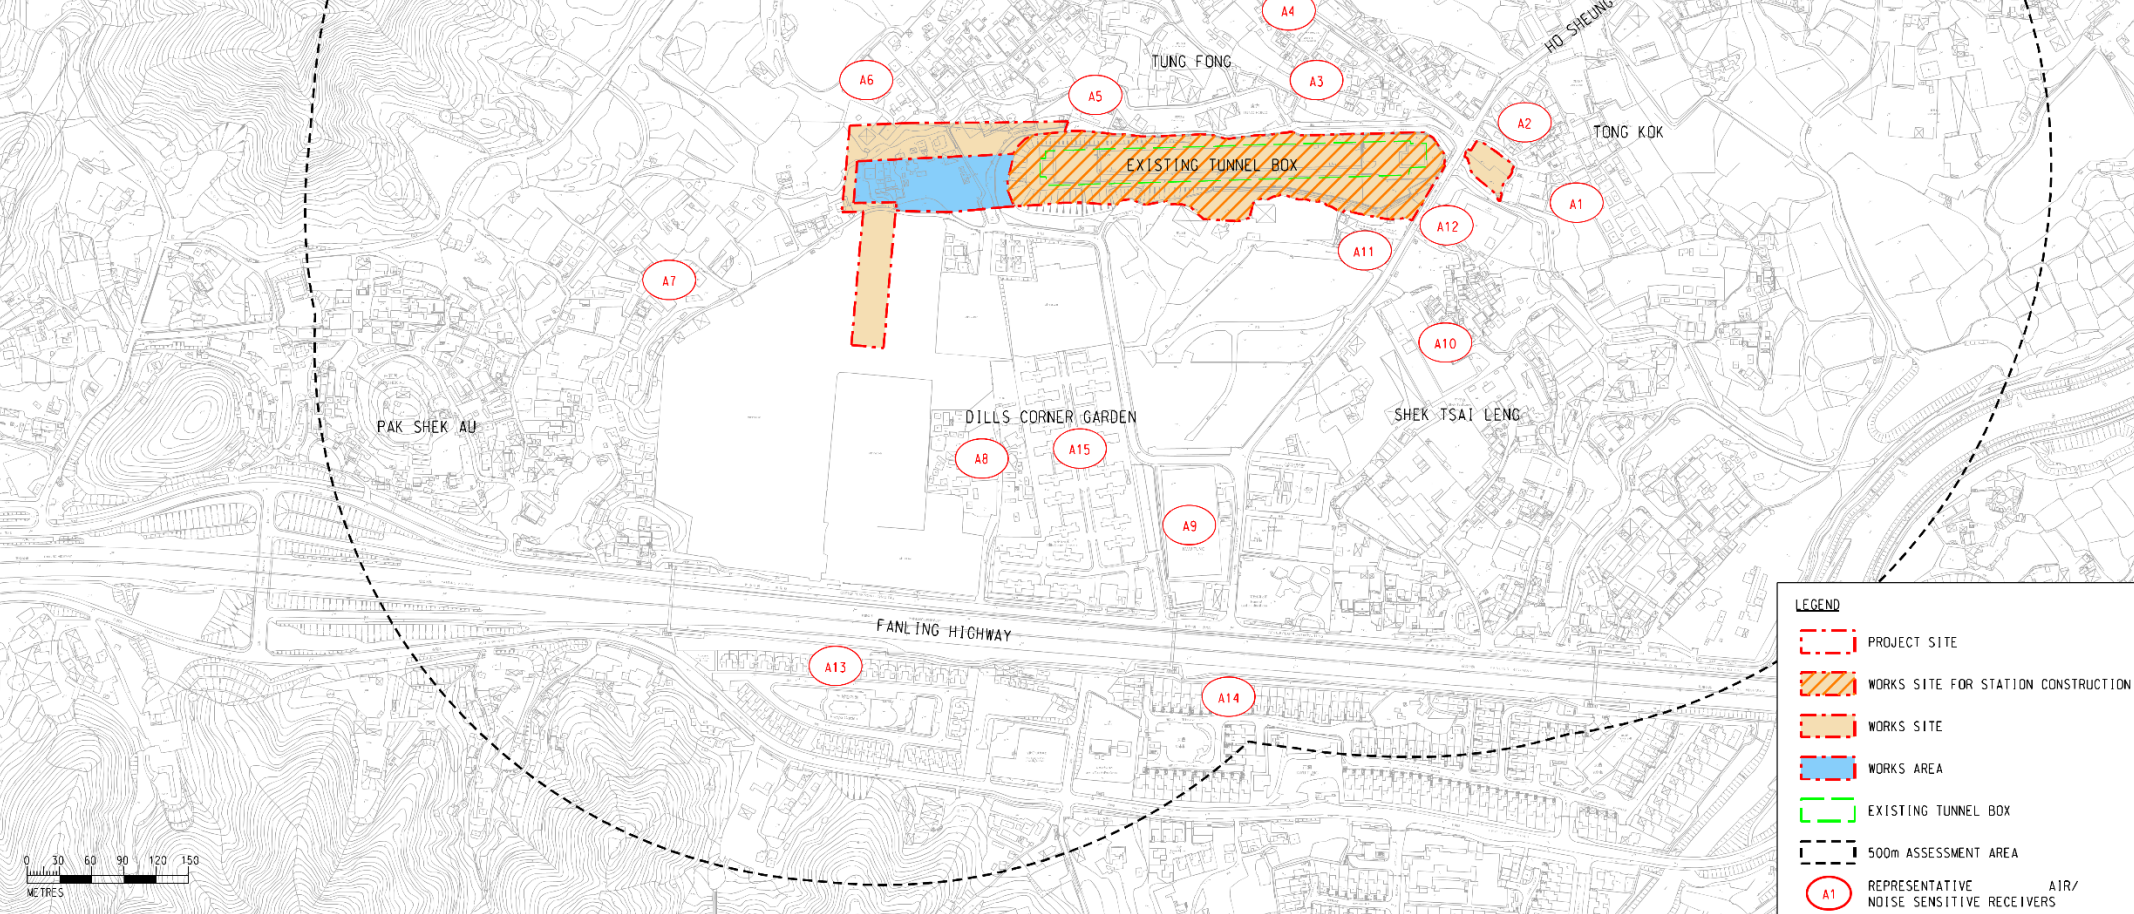 A4
HO SHEUNG
TUNG FONG
A6
A3
A5
A2
TONG KOK
EXISTING TUNNEL BOX
A1
A12
A11
A7
A10
PAK SHEK AU
DILLS CORNER GARDEN
SHEK TSAI LENG
A8
A15
A9
FANLING HIGHWAY
A13
A14
0 30 60 90 120 150
METRES
LEGEND
PROJECT SITE
WORKS SITE FOR STATION CONSTRUCTION
WORKS SITE
WORKS AREA
EXISTING TUNNEL BOX
500m ASSESSMENT AREA
A1
REPRESENTATIVE AIR/
NOISE SENSITIVE RECEIVERS